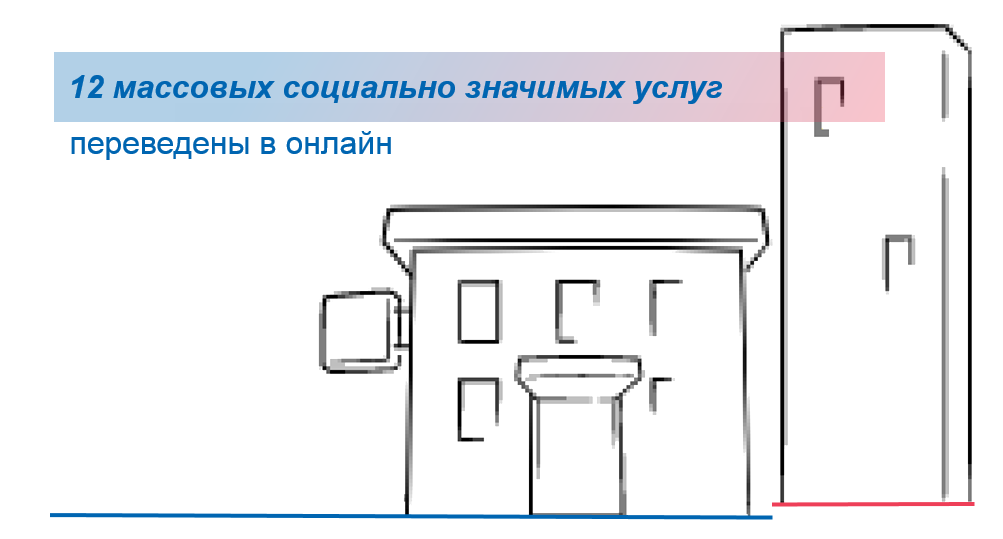 12 массовых социально значимых услуг
переведены в онлайн